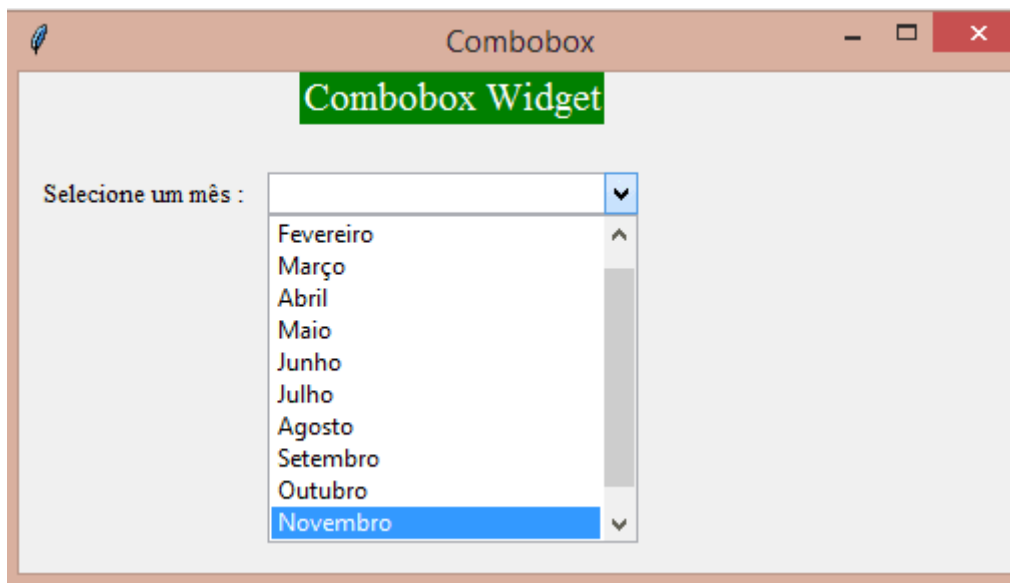 Combobox
Combobox Widget
Selecione um mês :
Fevereiro
Março
Abril
Maio
Junho
Julho
Agosto
Setembro
Outubro
Novembro